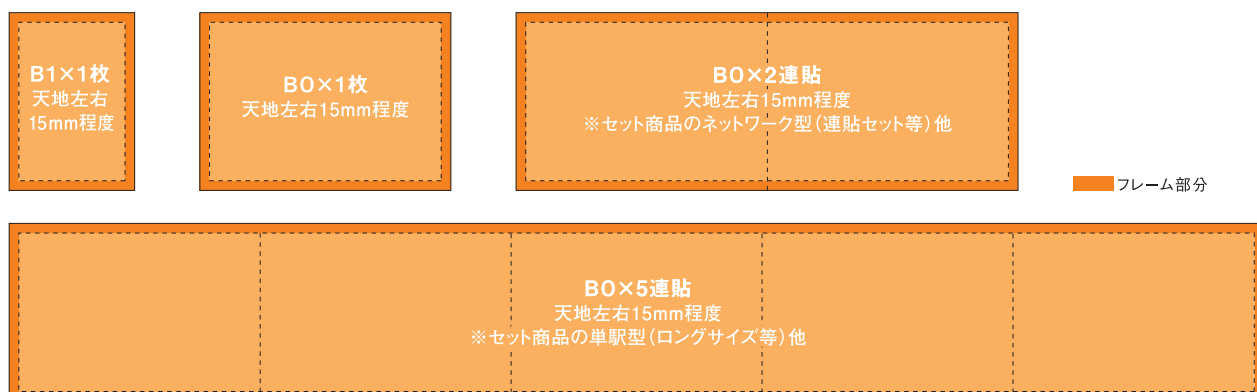 B1×1枚
天地左右
15mm程度
B0×1枚
天地左右15mm程度
B0×2連貼
天地左右15mm程度
※セット商品のネットワーク型(連貼セット等)他
フレーム部分
B0×5連貼
天地左右15mm程度
※セット商品の単駅型(ロングサイズ等)他